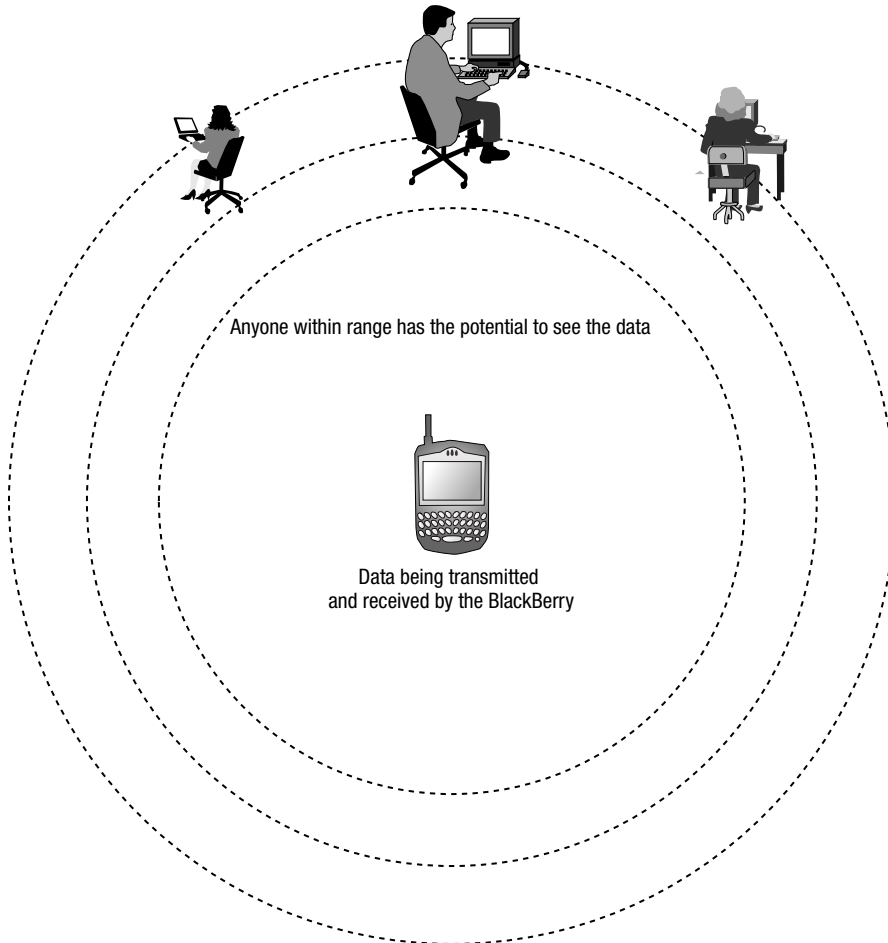 Anyone within range has the potential to see the data
Data being transmitted
and received by the BlackBerry